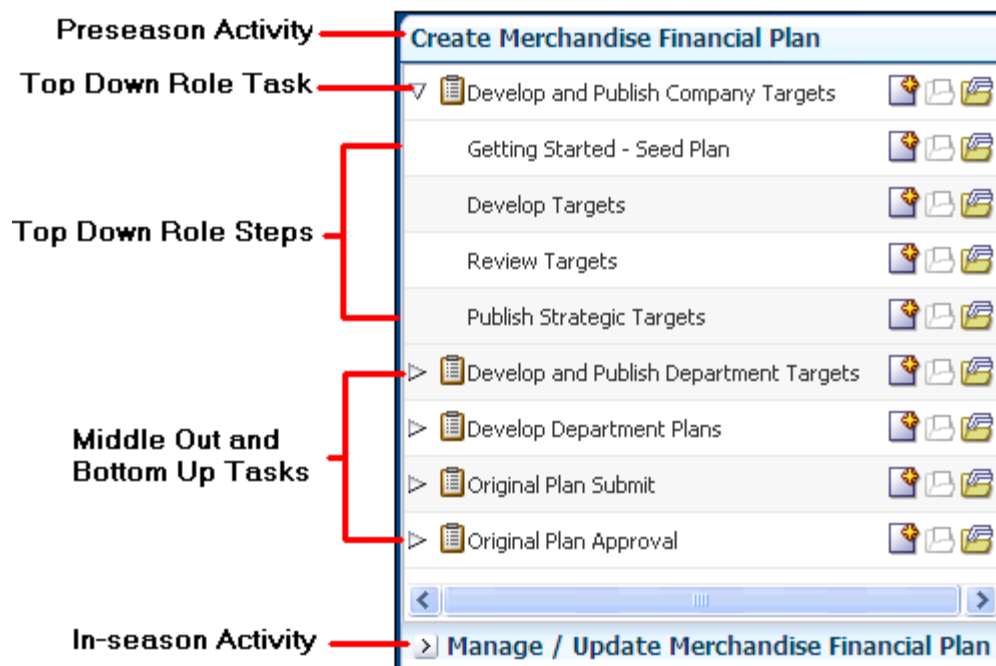 Preseason Activity
Create Merchandise Financial Plan
Top Down Role Task
Develop and Publish Company Targets
Getting Started - Seed Plan
Develop Targets
Top Down Role Steps
Review Targets
Publish Strategic Targets
Develop and Publish Department Targets
Middle Out and
Bottom Up Tasks
Develop Department Plans
Original Plan Submit
Original Plan Approval
In-season Activity
Manage / Update Merchandise Financial Plan